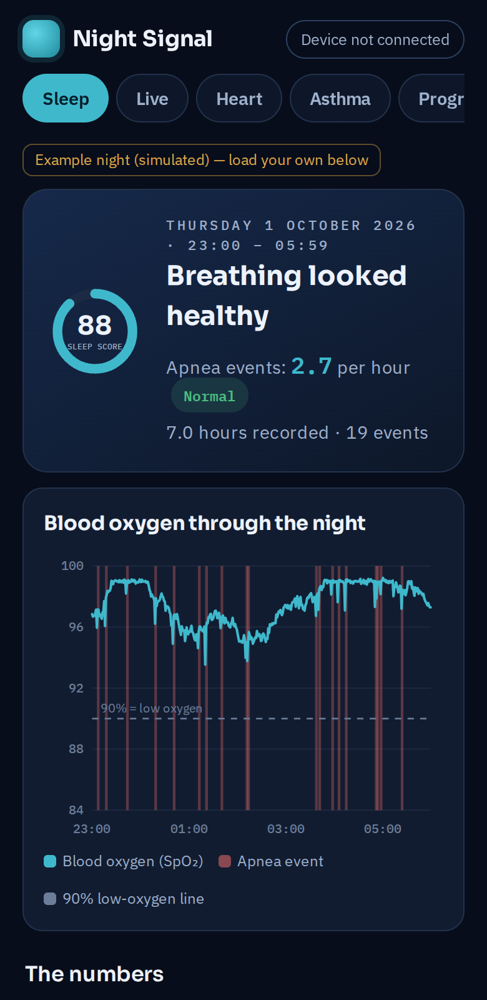 Night Signal
Device not connected
Sleep
Live
Heart
Asthma
Progr
Example night (simulated) — load your own below
THURSDAY 1 OCTOBER 2026
· 23:00 – 05:59
Breathing looked
healthy
88
SLEEP SCORE
Apnea events: 2.7 per hour
Normal
7.0 hours recorded · 19 events
Blood oxygen through the night
100
96
92
90% = low oxygen
88
84
23:00
01:00
03:00
05:00
Blood oxygen (SpO₂)
Apnea event
90% low-oxygen line
The numbers